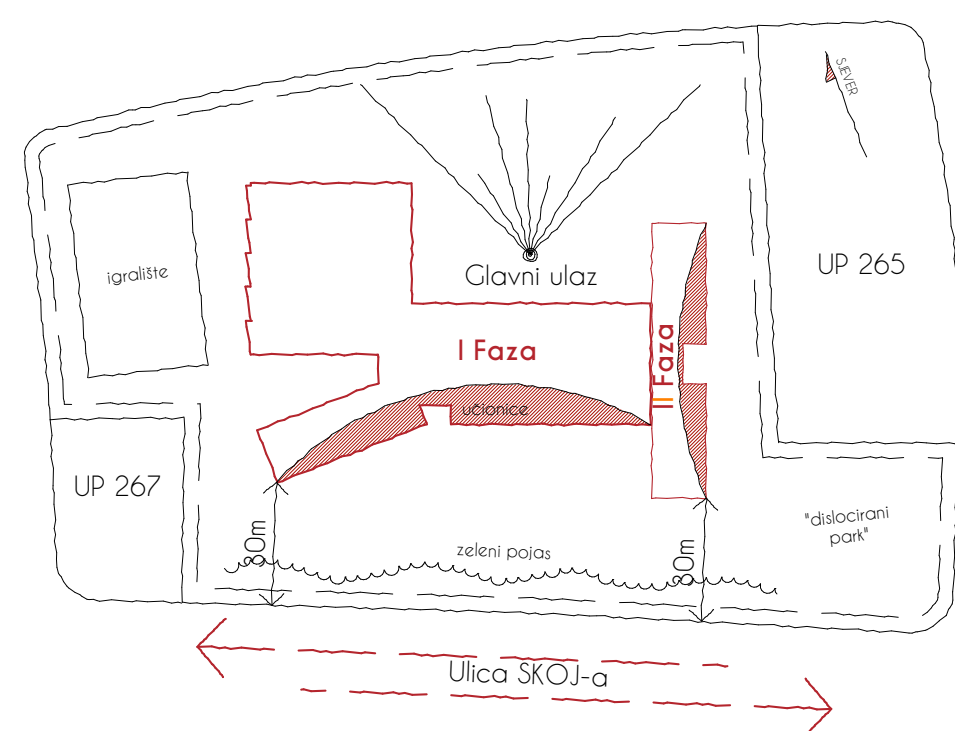 SJEVER
igralište
Glavni ulaz
UP 265
I Faza
II Faza
učionice
UP 267
"dislocirani
park"
30m
zeleni pojas
30m
Ulica SKOJ-a